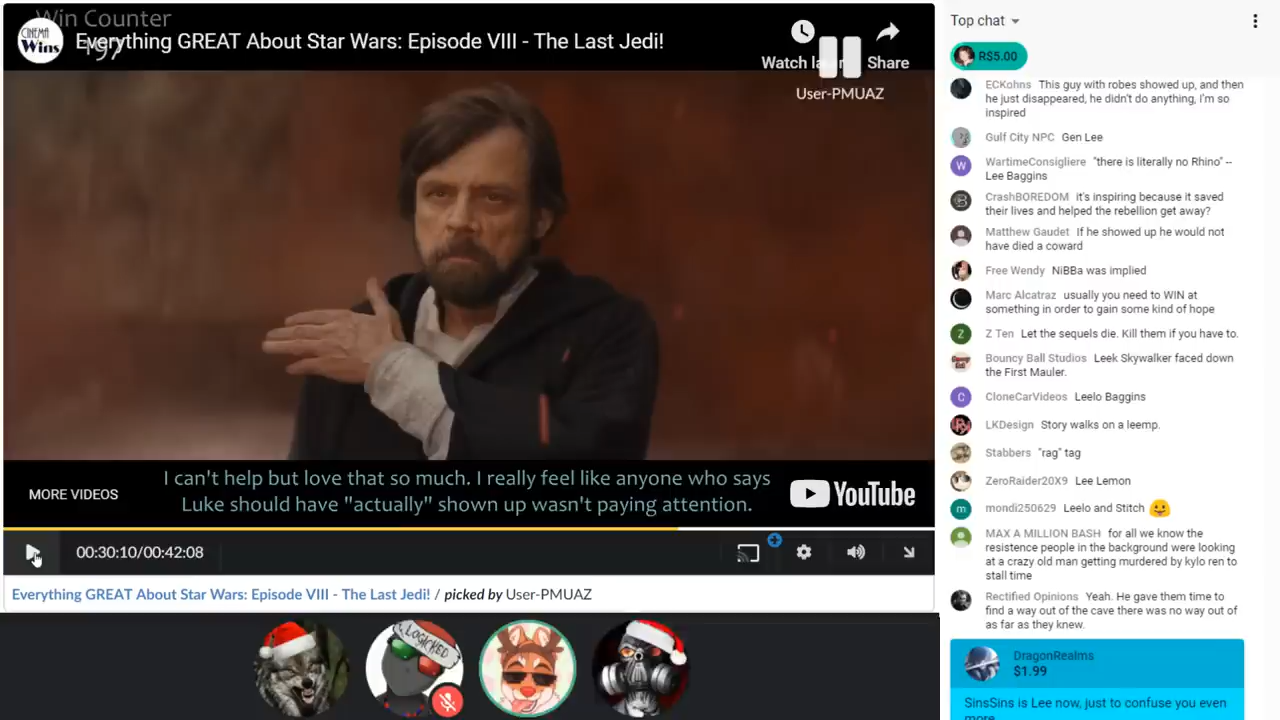 Win Counter
197
CINEMA
Wins
Everything GREAT About Star Wars: Episode VIII - The Last Jedi!
Watch later
Share
User-PMUAZ
I can't help but love that so much. I really feel like anyone who says
Luke should have "actually" shown up wasn't paying attention.
MORE VIDEOS
YouTube
00:30:10/00:42:08
Everything GREAT About Star Wars: Episode VIII - The Last Jedi! / picked by User-PMUAZ
LOGICKED
Top chat
R$5.00
ECKohns This guy with robes showed up, and then
he just disappeared, he didn't do anything, I'm so
inspired
Gulf City NPC Gen Lee
W
WartimeConsigliere "there is literally no Rhino" --
Lee Baggins
CrashBOREDOM it's inspiring because it saved
their lives and helped the rebellion get away?
Matthew Gaudet If he showed up he would not
have died a coward
Free Wendy NiBBa was implied
Marc Alcatraz usually you need to WIN at
something in order to gain some kind of hope
Z
Z Ten Let the sequels die. Kill them if you have to.
Bouncy Ball Studios Leek Skywalker faced down
the First Mauler.
C
CloneCarVideos Leelo Baggins
LKDesign Story walks on a leemp.
Stabbers "rag" tag
ZeroRaider20X9 Lee Lemon
m
mondi250629 Leelo and Stitch
MAX A MILLION BASH for all we know the
resistence people in the background were looking
at a crazy old man getting murdered by kylo ren to
stall time
Rectified Opinions Yeah. He gave them time to
find a way out of the cave there was no way out of
as far as they knew.
DragonRealms
$1.99
SinsSins is Lee now, just to confuse you even
more